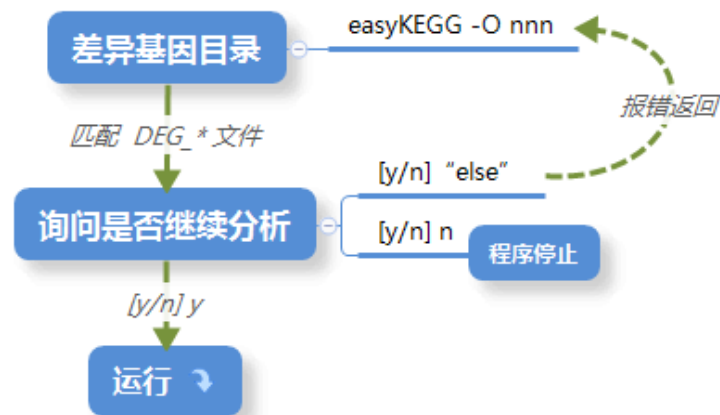 差异基因目录
easyKEGG -O nnn
报错返回
匹配 DEG_* 文件
[y/n] “else”
询问是否继续分析
[y/n] n
程序停止
[y/n] y
运行